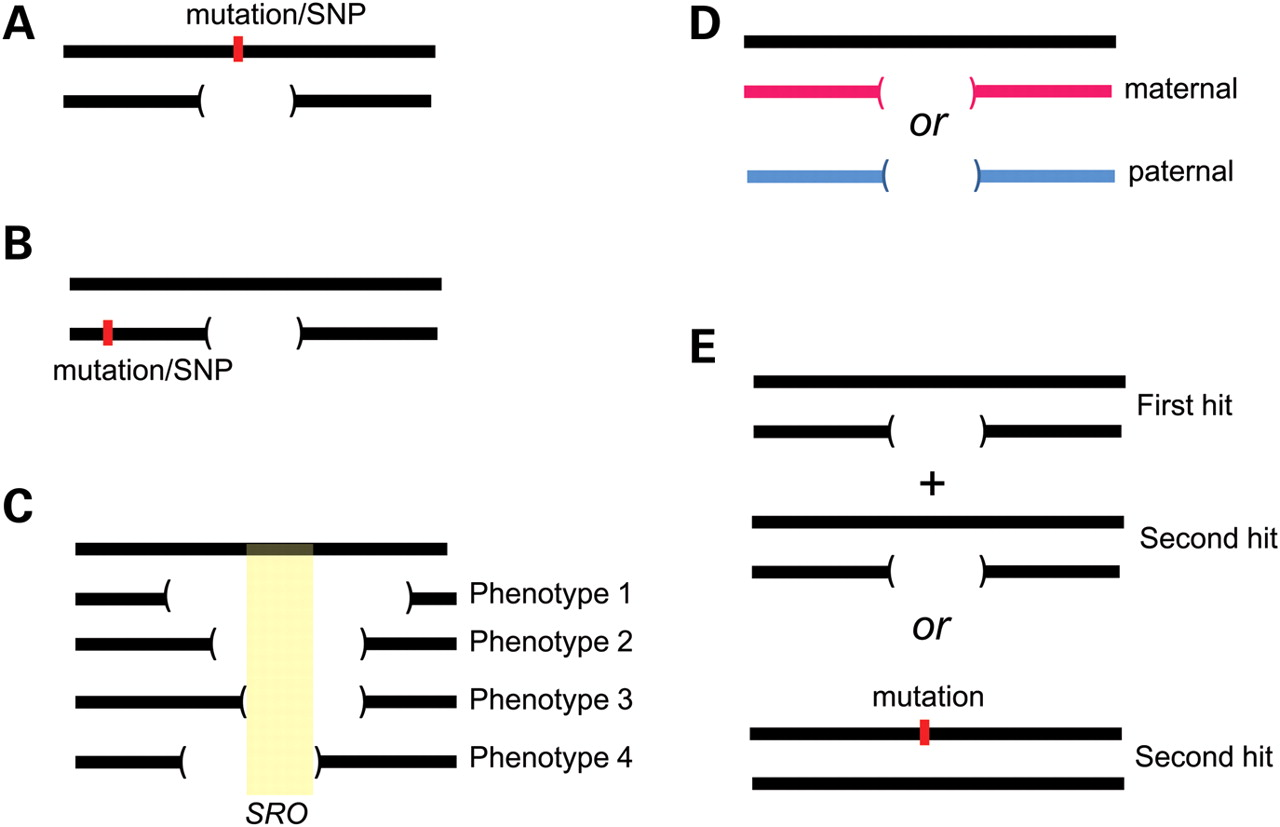 A
mutation/SNP
B
mutation/SNP
C
Phenotype 1
Phenotype 2
Phenotype 3
Phenotype 4
SRO
D
maternal
or
paternal
E
First hit
+
Second hit
or
mutation
Second hit